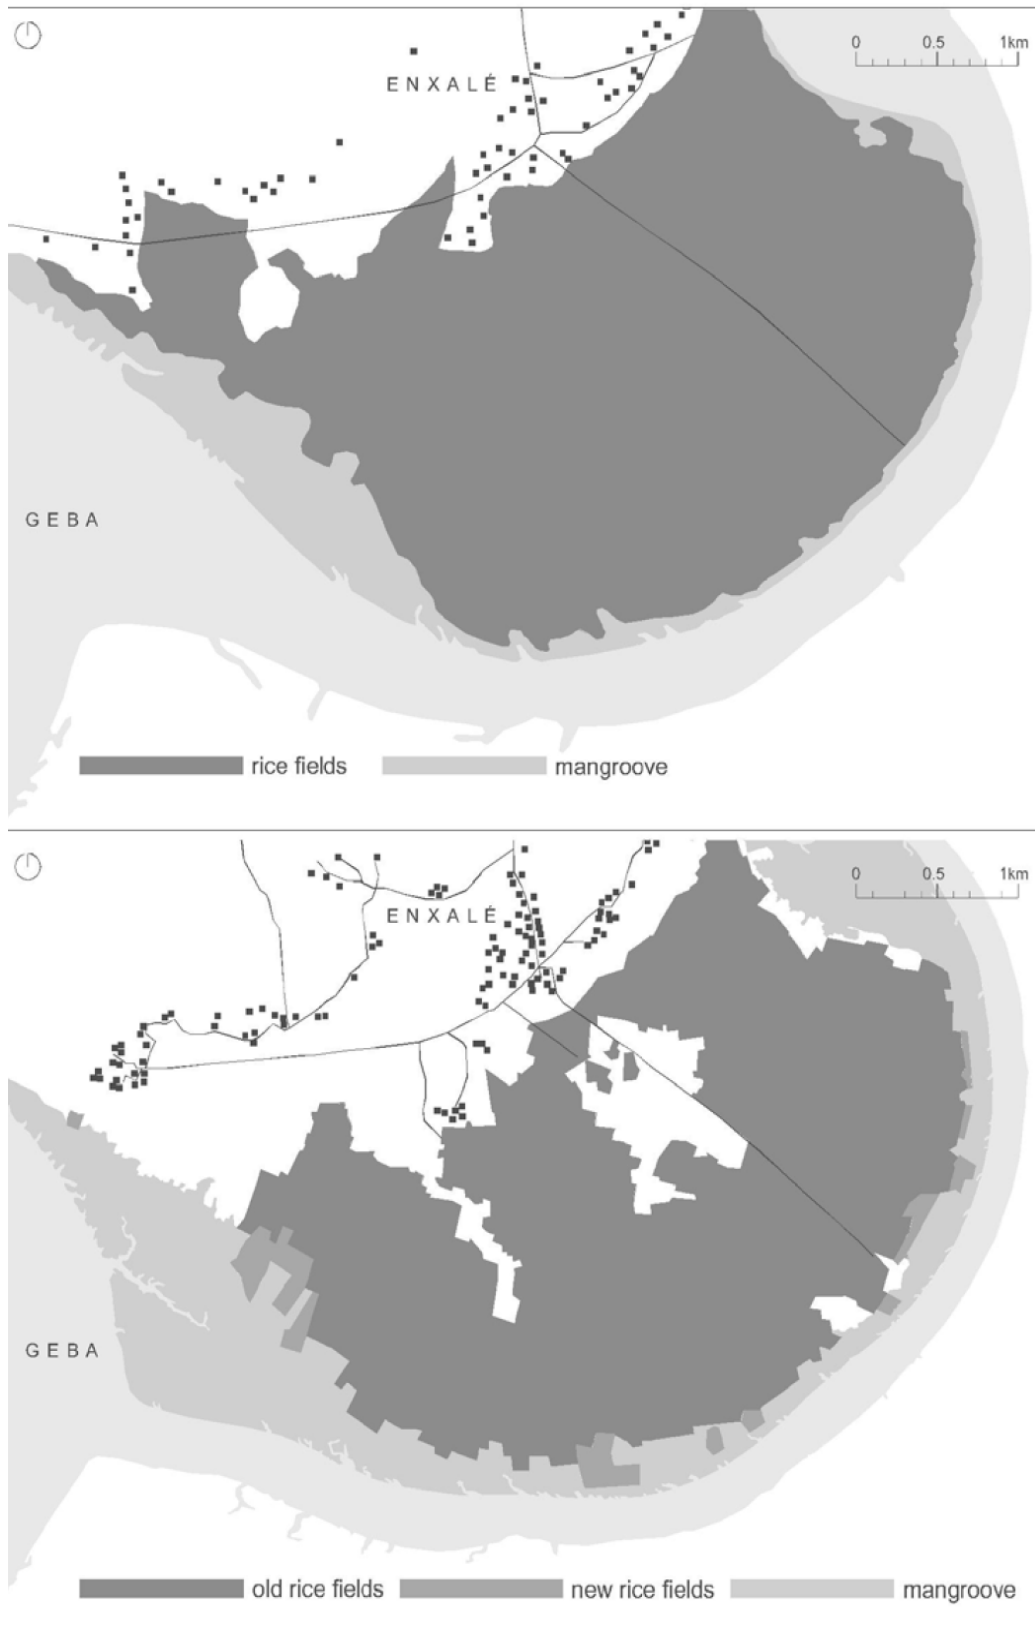 0 0.5 1km
ENXALÉ
GEBA
rice fields mangroove
0 0.5 1km
ENXALÉ
GEBA
old rice fields new rice fields mangroove